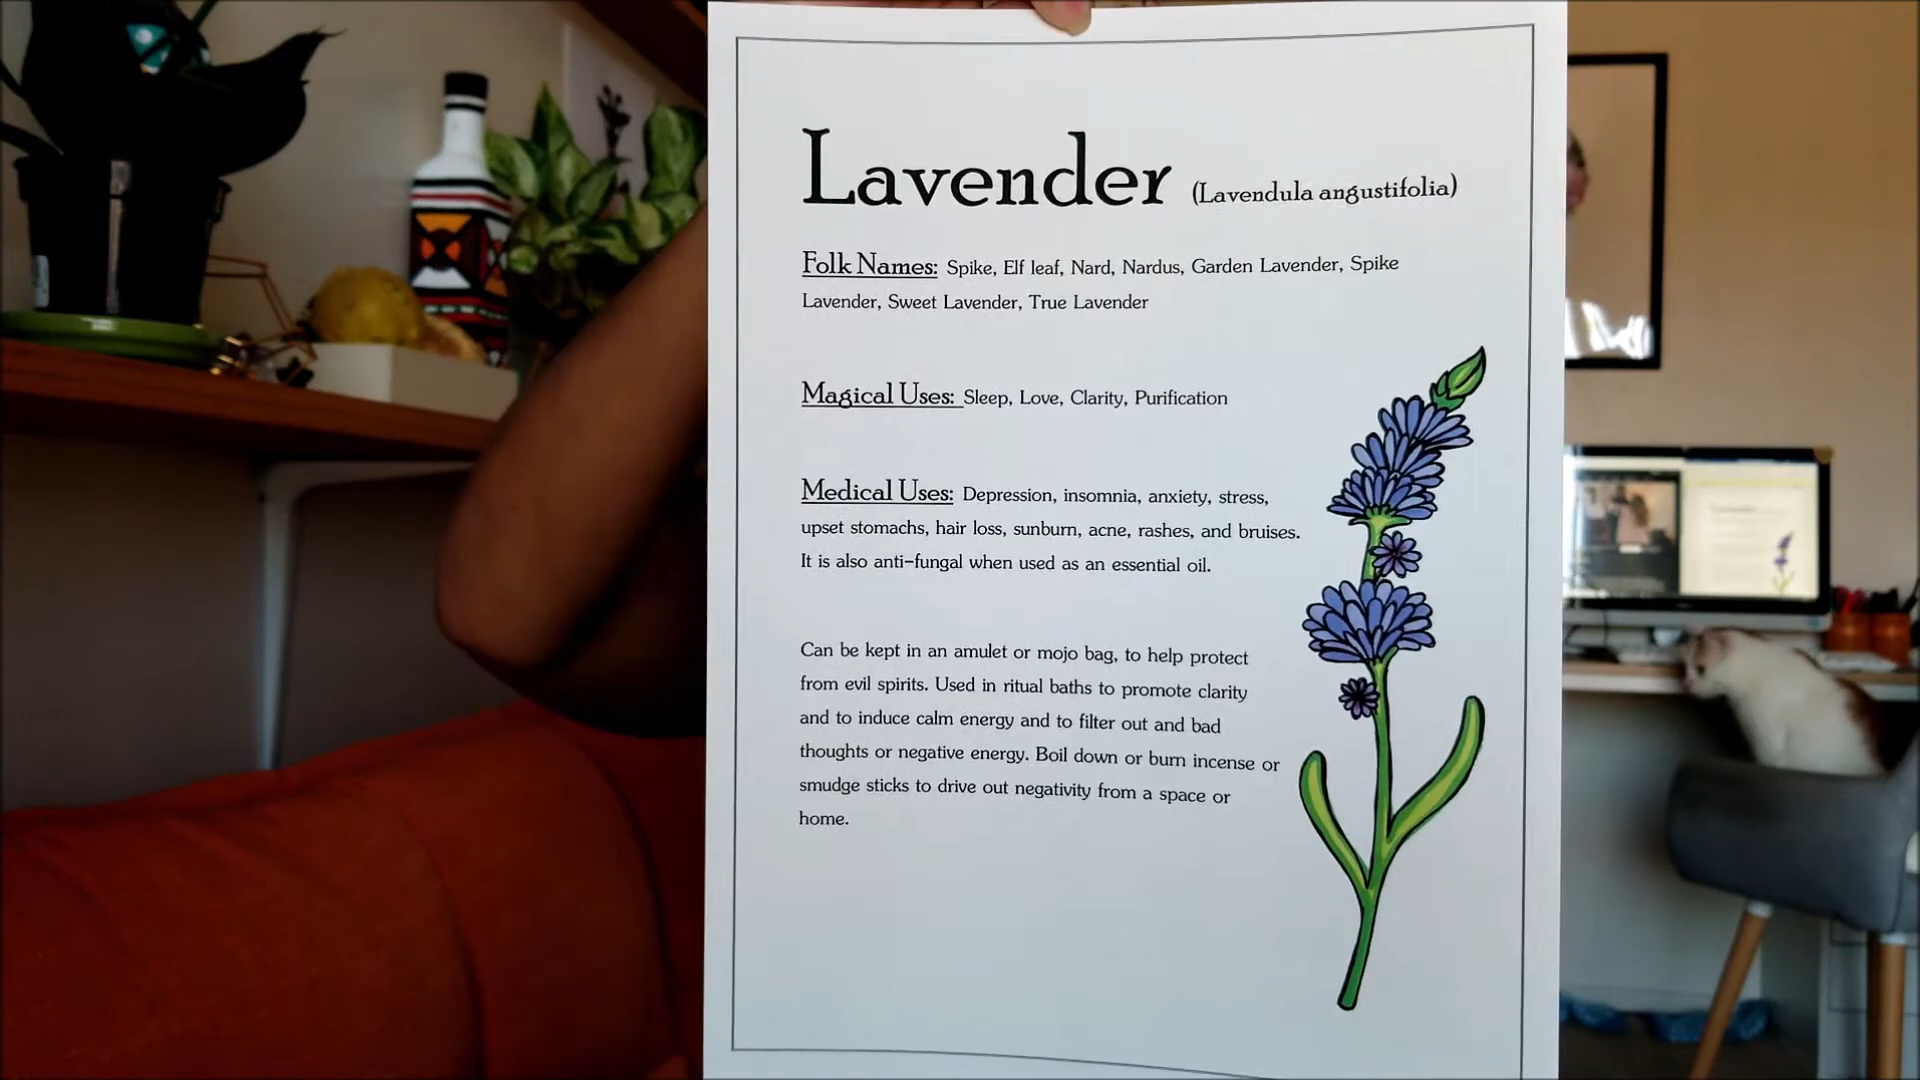 Lavender (Lavendula angustifolia)
Folk Names: Spike, Elf leaf, Nard, Nardus, Garden Lavender, Spike
Lavender, Sweet Lavender, True Lavender
Magical Uses: Sleep, Love, Clarity, Purification
Medical Uses: Depression, insomnia, anxiety, stress,
upset stomachs, hair loss, sunburn, acne, rashes, and bruises.
It is also anti-fungal when used as an essential oil.
Can be kept in an amulet or mojo bag, to help protect
from evil spirits. Used in ritual baths to promote clarity
and to induce calm energy and to filter out and bad
thoughts or negative energy. Boil down or burn incense or
smudge sticks to drive out negativity from a space or
home.